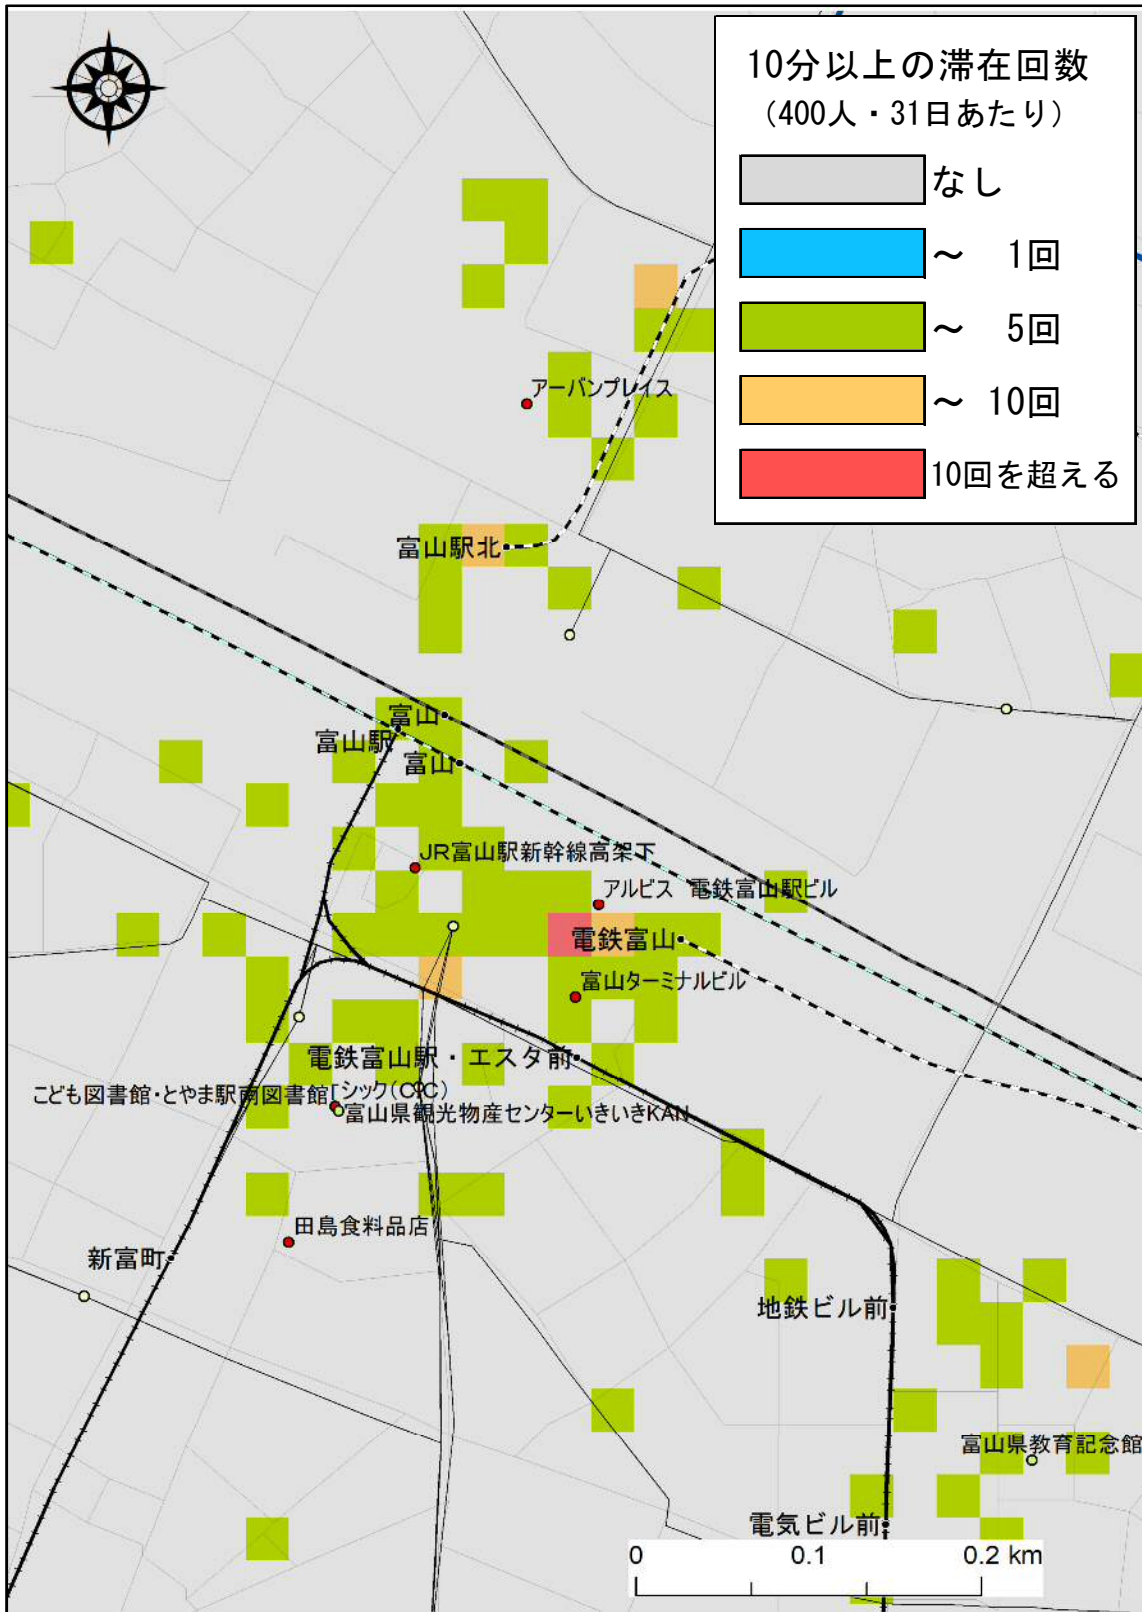 10分以上の滞在回数
（400人・31日あたり）
なし
～ 1回
～ 5回
～ 10回
10回を超える
アーバンプレイス
富山駅北
富山
富山駅
富山
JR富山駅新幹線高架下
アルビス 電鉄富山駅ビル
電鉄富山
富山ターミナルビル
電鉄富山駅・エスタ前
シック(CiC)
こども図書館・とやま駅南図書館
富山県観光物産センターいきいきKAN
田島食料品店
新富町
地鉄ビル前
富山県教育記念館
電気ビル前
0 0.1 0.2 km